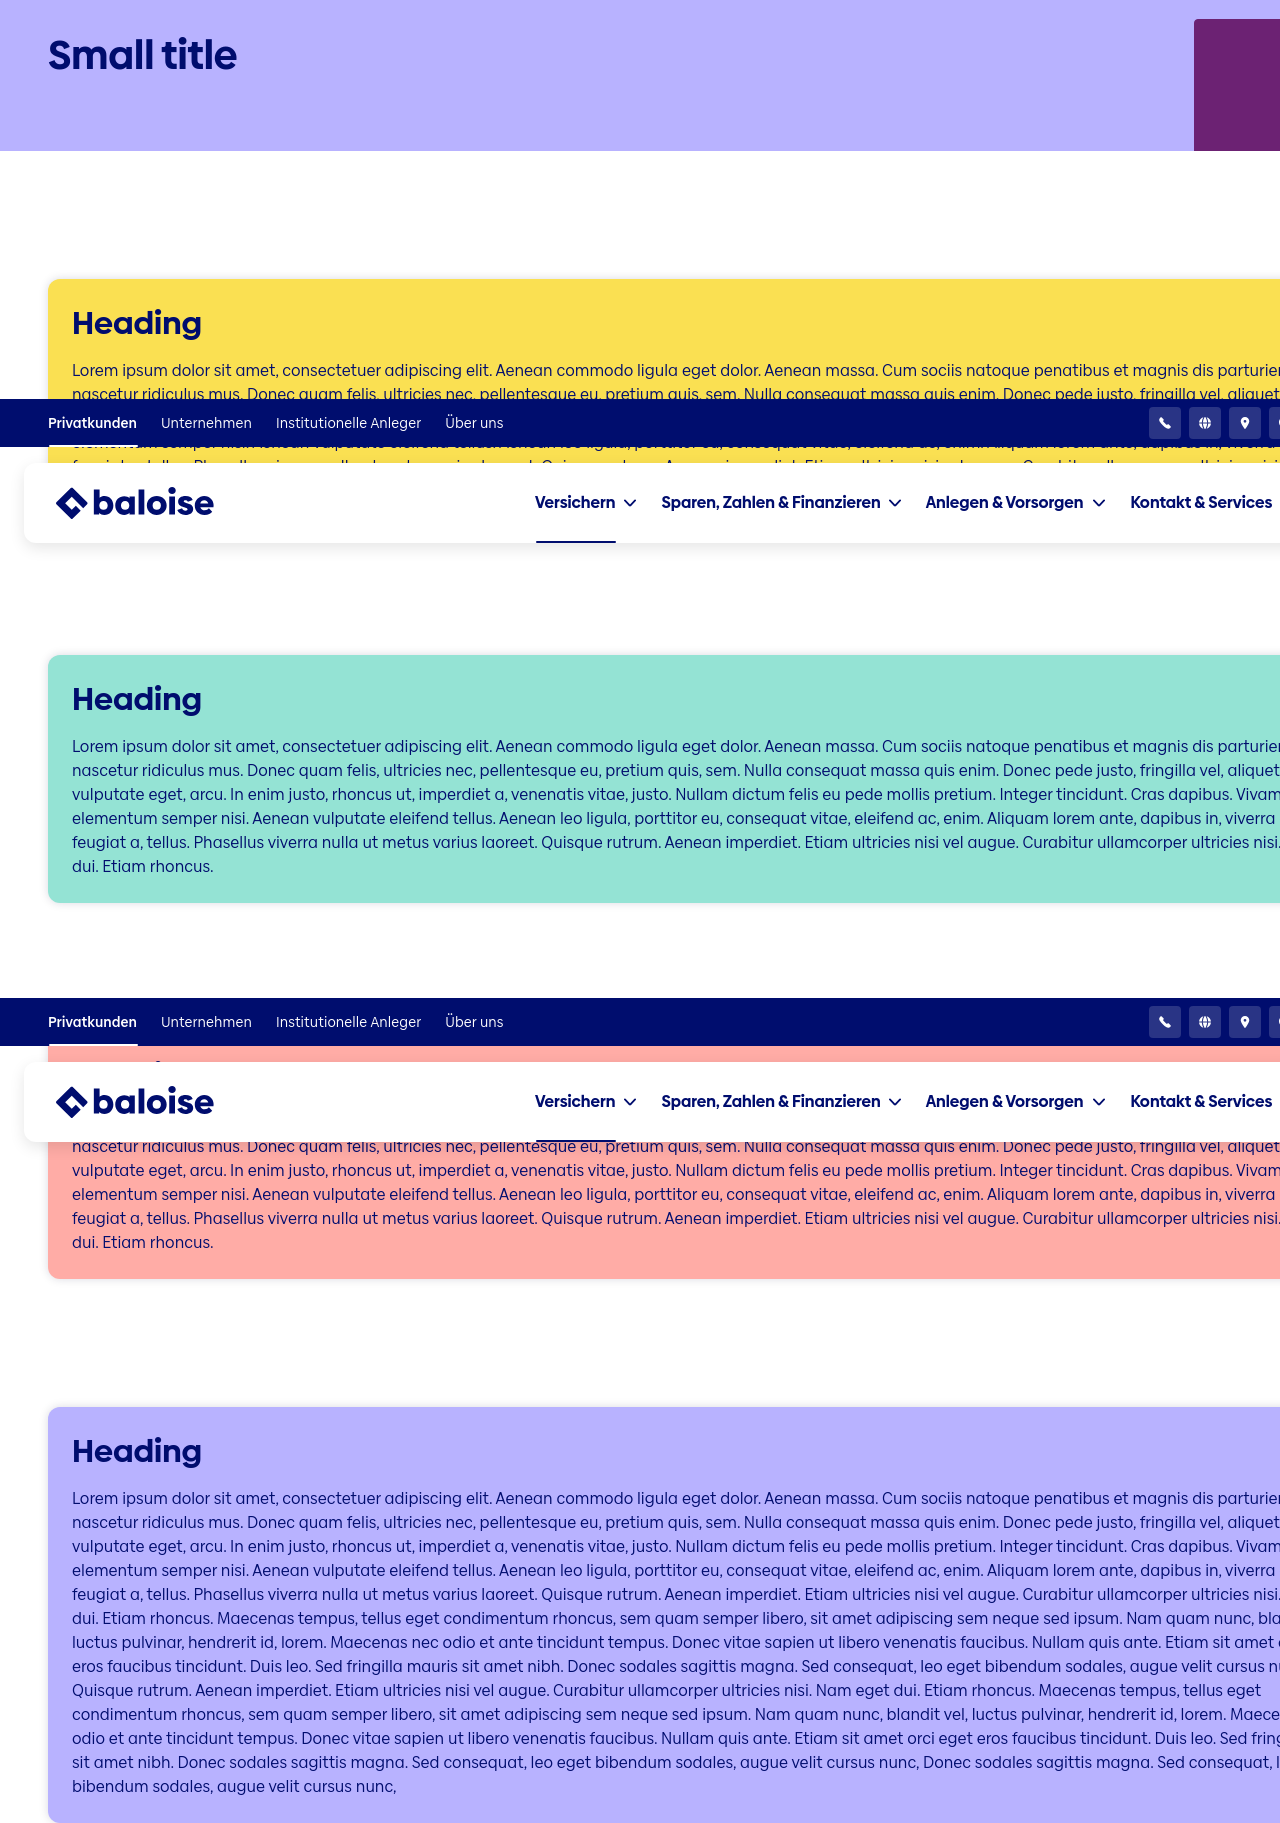 Small title
Heading
Lorem ipsum dolor sit amet, consectetuer adipiscing elit. Aenean commodo ligula eget dolor. Aenean massa. Cum sociis natoque penatibus et magnis dis
nascetur ridiculus mus. Donec quam felis, ultricies nec, pellentesque eu, pretium quis, sem. Nulla consequat massa quis enim. Donec pede justo, fringilla vel, aliquet
Privatkunden Unternehmen Institutionelle Anleger Über uns
baloise Versichern Sparen, Zahlen & Finanzieren Anlegen & Vorsorgen Kontakt & Services
Heading
Lorem ipsum dolor sit amet, consectetuer adipiscing elit. Aenean commodo ligula eget dolor. Aenean massa. Cum sociis natoque penatibus et magnis dis
nascetur ridiculus mus. Donec quam felis, ultricies nec, pellentesque eu, pretium quis, sem. Nulla consequat massa quis enim. Donec pede justo, fringilla vel, aliquet
vulputate eget, arcu. In enim justo, rhoncus ut, imperdiet a, venenatis vitae, justo. Nullam dictum felis eu pede mollis pretium. Integer tincidunt. Cras dapibus.
elementum semper nisi. Aenean vulputate eleifend tellus. Aenean leo ligula, porttitor eu, consequat vitae, eleifend ac, enim. Aliquam lorem ante, dapibus in, viverra
feugiat a, tellus. Phasellus viverra nulla ut metus varius laoreet. Quisque rutrum. Aenean imperdiet. Etiam ultricies nisi vel augue. Curabitur ullamcorper ultricies nisi.
dui. Etiam rhoncus.
Privatkunden Unternehmen Institutionelle Anleger Über uns
baloise Versichern Sparen, Zahlen & Finanzieren Anlegen & Vorsorgen Kontakt & Services
nascetur ridiculus mus. Donec quam felis, ultricies nec, pellentesque eu, pretium quis, sem. Nulla consequat massa quis enim. Donec pede justo, fringilla vel, aliquet
vulputate eget, arcu. In enim justo, rhoncus ut, imperdiet a, venenatis vitae, justo. Nullam dictum felis eu pede mollis pretium. Integer tincidunt. Cras dapibus.
elementum semper nisi. Aenean vulputate eleifend tellus. Aenean leo ligula, porttitor eu, consequat vitae, eleifend ac, enim. Aliquam lorem ante, dapibus in, viverra
feugiat a, tellus. Phasellus viverra nulla ut metus varius laoreet. Quisque rutrum. Aenean imperdiet. Etiam ultricies nisi vel augue. Curabitur ullamcorper ultricies nisi.
dui. Etiam rhoncus.
Heading
Lorem ipsum dolor sit amet, consectetuer adipiscing elit. Aenean commodo ligula eget dolor. Aenean massa. Cum sociis natoque penatibus et magnis dis
nascetur ridiculus mus. Donec quam felis, ultricies nec, pellentesque eu, pretium quis, sem. Nulla consequat massa quis enim. Donec pede justo, fringilla vel, aliquet
vulputate eget, arcu. In enim justo, rhoncus ut, imperdiet a, venenatis vitae, justo. Nullam dictum felis eu pede mollis pretium. Integer tincidunt. Cras dapibus.
elementum semper nisi. Aenean vulputate eleifend tellus. Aenean leo ligula, porttitor eu, consequat vitae, eleifend ac, enim. Aliquam lorem ante, dapibus in, viverra
feugiat a, tellus. Phasellus viverra nulla ut metus varius laoreet. Quisque rutrum. Aenean imperdiet. Etiam ultricies nisi vel augue. Curabitur ullamcorper ultricies nisi.
dui. Etiam rhoncus. Maecenas tempus, tellus eget condimentum rhoncus, sem quam semper libero, sit amet adipiscing sem neque sed ipsum. Nam quam nunc,
luctus pulvinar, hendrerit id, lorem. Maecenas nec odio et ante tincidunt tempus. Donec vitae sapien ut libero venenatis faucibus. Nullam quis ante. Etiam sit amet
eros faucibus tincidunt. Duis leo. Sed fringilla mauris sit amet nibh. Donec sodales sagittis magna. Sed consequat, leo eget bibendum sodales, augue velit cursus
Quisque rutrum. Aenean imperdiet. Etiam ultricies nisi vel augue. Curabitur ullamcorper ultricies nisi. Nam eget dui. Etiam rhoncus. Maecenas tempus, tellus eget
condimentum rhoncus, sem quam semper libero, sit amet adipiscing sem neque sed ipsum. Nam quam nunc, blandit vel, luctus pulvinar, hendrerit id, lorem.
odio et ante tincidunt tempus. Donec vitae sapien ut libero venenatis faucibus. Nullam quis ante. Etiam sit amet orci eget eros faucibus tincidunt. Duis leo. Sed
sit amet nibh. Donec sodales sagittis magna. Sed consequat, leo eget bibendum sodales, augue velit cursus nunc, Donec sodales sagittis magna. Sed consequat,
bibendum sodales, augue velit cursus nunc,